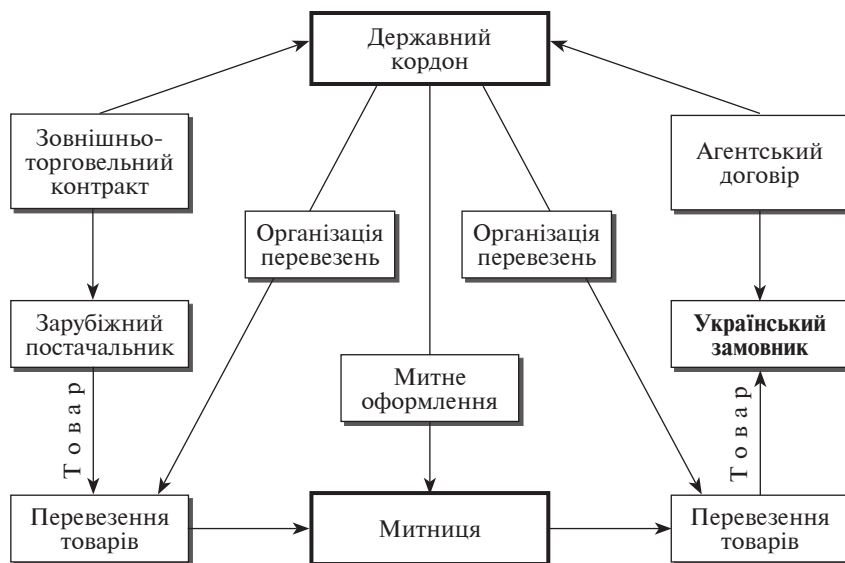 Державний
кордон
Зовнішньо-
торговельний
контракт
Агентський
договір
Організація
перевезень
Організація
перевезень
Зарубіжний
постачальник
Український
замовник
Митне
оформлення
Товар
Товар
Перевезення
товарів
Митниця
Перевезення
товарів